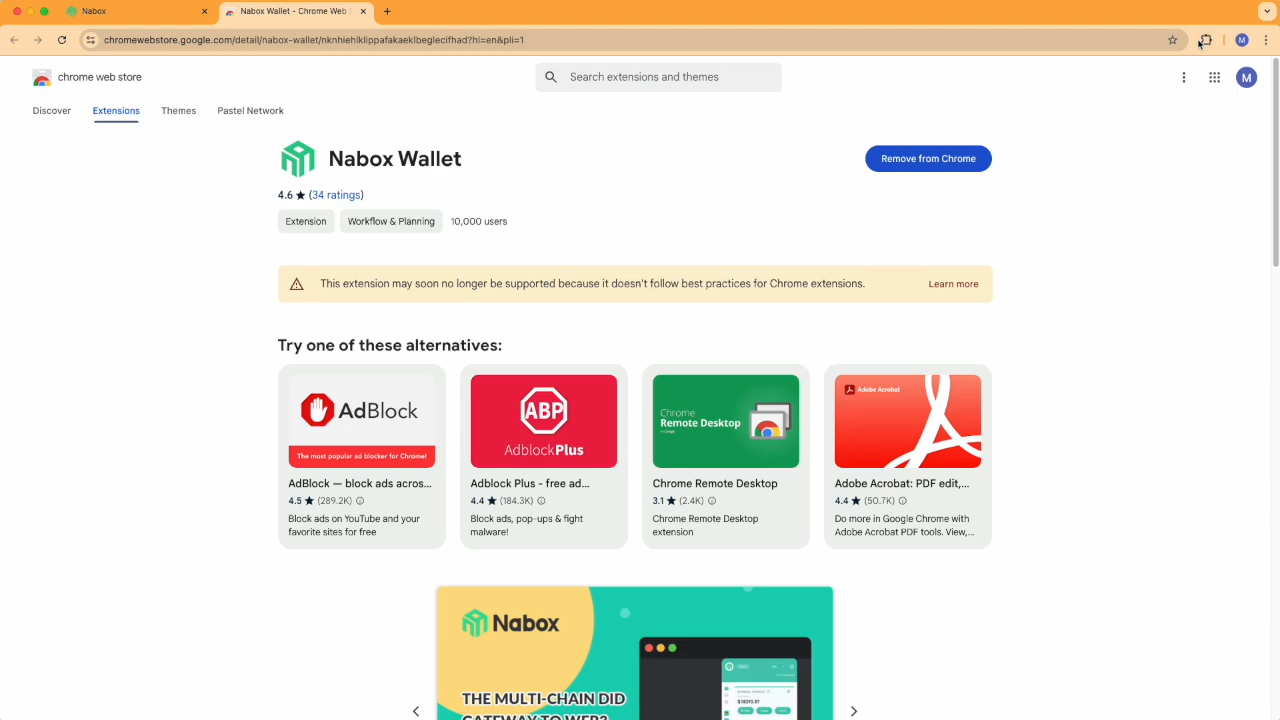 Nabox
Nabox Wallet - Chrome Web S
chromewebstore.google.com/detail/nabox-wallet/nknhiehlklippafakaeklbeglecifhad?hl=en&pli=1
M
chrome web store
Search extensions and themes
M
Discover
Extensions
Themes
Pastel Network
Nabox Wallet
Remove from Chrome
4.6 ★ (34 ratings)
Extension
Workflow & Planning
10,000 users
This extension may soon no longer be supported because it doesn't follow best practices for Chrome extensions.
Learn more
Try one of these alternatives:
AdBlock
The most popular ad blocker for Chrome!
AdBlock — block ads acros...
4.5 ★ (289.2K)
Block ads on YouTube and your
favorite sites for free
ABP
AdblockPlus
Adblock Plus - free ad...
4.4 ★ (184.3K)
Block ads, pop-ups & fight
malware!
Chrome
Remote Desktop
Chrome Remote Desktop
3.1 ★ (2.4K)
Chrome Remote Desktop
extension
Adobe Acrobat
Adobe Acrobat: PDF edit,...
4.4 ★ (50.7K)
Do more in Google Chrome with
Adobe Acrobat PDF tools. View,...
Nabox
THE MULTI-CHAIN DID
GATEWAY TO WEB3